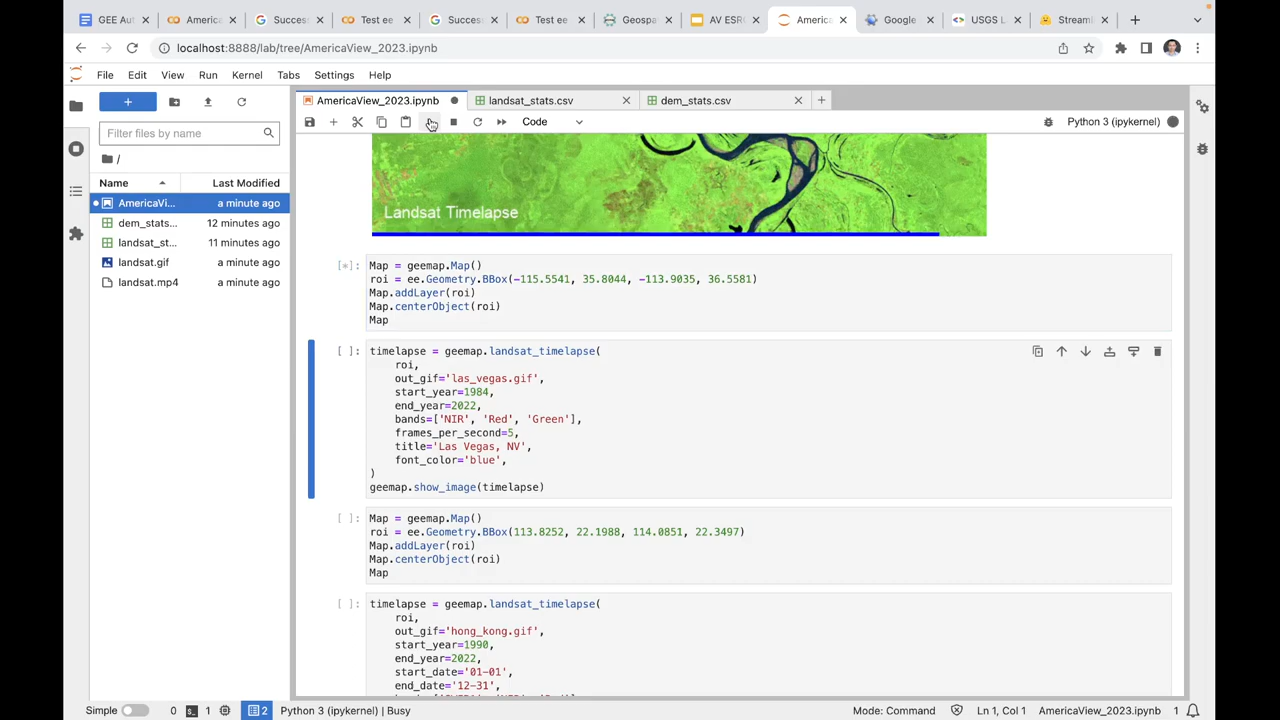 GEE Aut
America
Success
Test ee
Success
Test ee
Geospa
AV ESR
America
Google
USGS L
Streaml
localhost:8888/lab/tree/AmericaView_2023.ipynb
File Edit View Run Kernel Tabs Settings Help
AmericaView_2023.ipynb
landsat_stats.csv
dem_stats.csv
Code
Python 3 (ipykernel)
Filter files by name
/
Name Last Modified
AmericaVi... a minute ago
dem_stats... 12 minutes ago
landsat_st... 11 minutes ago
landsat.gif a minute ago
landsat.mp4 a minute ago
Landsat Timelapse
[*]: Map = geemap.Map()
roi = ee.Geometry.BBox(-115.5541, 35.8044, -113.9035, 36.5581)
Map.addLayer(roi)
Map.centerObject(roi)
Map
[ ]: timelapse = geemap.landsat_timelapse(
roi,
out_gif='las_vegas.gif',
start_year=1984,
end_year=2022,
bands=['NIR', 'Red', 'Green'],
frames_per_second=5,
title='Las Vegas, NV',
font_color='blue',
)
geemap.show_image(timelapse)
[ ]: Map = geemap.Map()
roi = ee.Geometry.BBox(113.8252, 22.1988, 114.0851, 22.3497)
Map.addLayer(roi)
Map.centerObject(roi)
Map
[ ]: timelapse = geemap.landsat_timelapse(
roi,
out_gif='hong_kong.gif',
start_year=1990,
end_year=2022,
start_date='01-01',
end_date='12-31',
Simple 0 1 2 Python 3 (ipykernel) | Busy Mode: Command Ln 1, Col 1 AmericaView_2023.ipynb 1